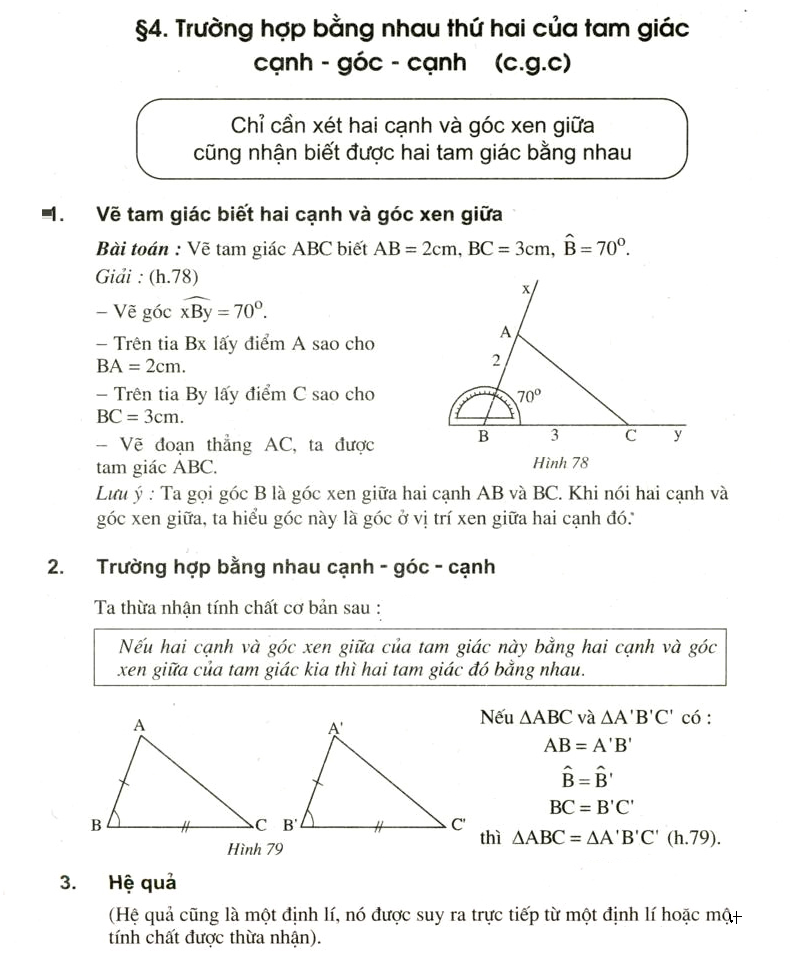 §4. Trường hợp bằng nhau thứ hai của tam giác
cạnh - góc - cạnh (c.g.c)
Chỉ cần xét hai cạnh và góc xen giữa
cũng nhận biết được hai tam giác bằng nhau
1. Vẽ tam giác biết hai cạnh và góc xen giữa
Bài toán : Vẽ tam giác ABC biết AB = 2cm, BC = 3cm, B̂ = 70°.
Giải : (h.78)
– Vẽ góc xBy = 70°.
– Trên tia Bx lấy điểm A sao cho
BA = 2cm.
– Trên tia By lấy điểm C sao cho
BC = 3cm.
– Vẽ đoạn thẳng AC, ta được
tam giác ABC.
x
A
2
70°
B 3 C y
Hình 78
Lưu ý : Ta gọi góc B là góc xen giữa hai cạnh AB và BC. Khi nói hai cạnh và
góc xen giữa, ta hiểu góc này là góc ở vị trí xen giữa hai cạnh đó.
2. Trường hợp bằng nhau cạnh - góc - cạnh
Ta thừa nhận tính chất cơ bản sau :
Nếu hai cạnh và góc xen giữa của tam giác này bằng hai cạnh và góc
xen giữa của tam giác kia thì hai tam giác đó bằng nhau.
A A'
B C B' C'
Hình 79
Nếu ΔABC và ΔA'B'C' có :
AB = A'B'
B̂ = B̂'
BC = B'C'
thì ΔABC = ΔA'B'C' (h.79).
3. Hệ quả
(Hệ quả cũng là một định lí, nó được suy ra trực tiếp từ một định lí hoặc một
tính chất được thừa nhận).